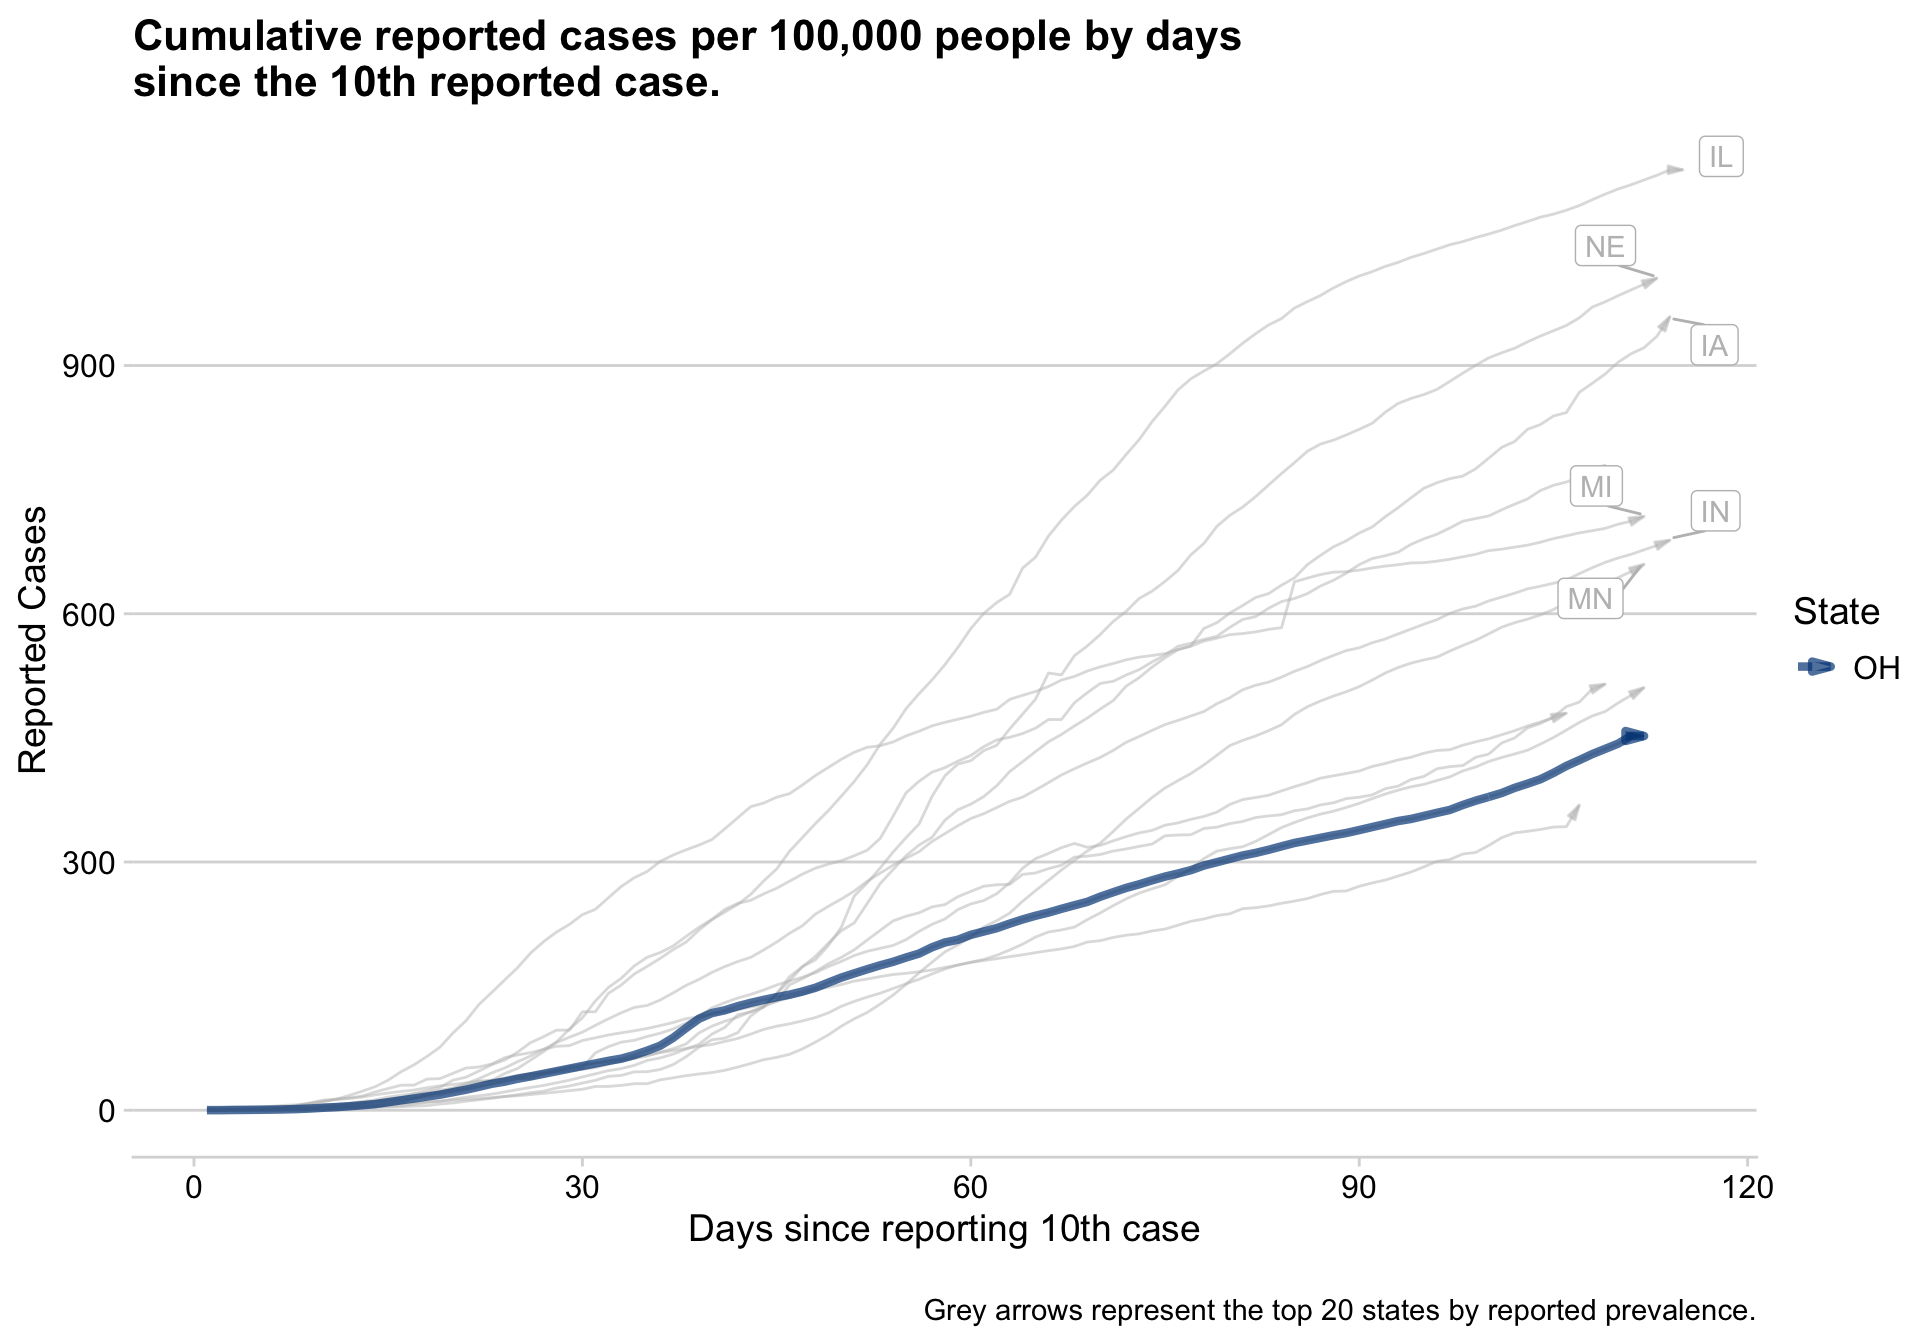 Cumulative reported cases per 100,000 people by days
since the 10th reported case.
IL
NE
IA
900
MI
IN
MN
600
300
0
Reported Cases
State
OH
0 30 60 90 120
Days since reporting 10th case
Grey arrows represent the top 20 states by reported prevalence.